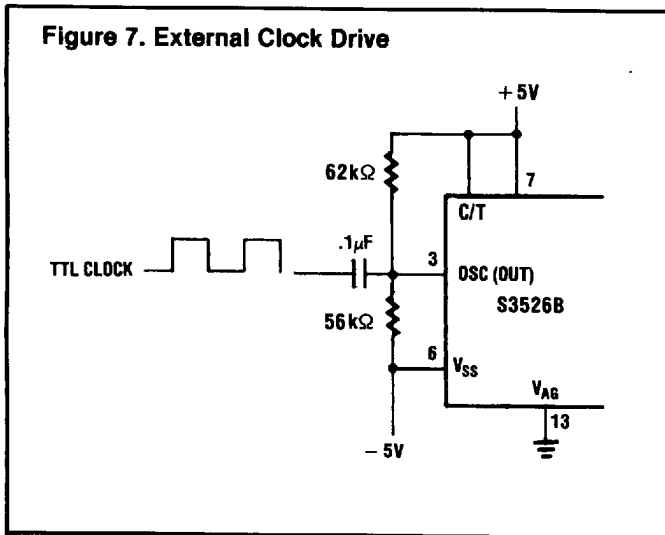 Figure 7. External Clock Drive
+5V
62kΩ
7
C/T
.1μF
TTL CLOCK
3
OSC (OUT)
S3526B
56kΩ
6
VSS
VAG
13
−5V